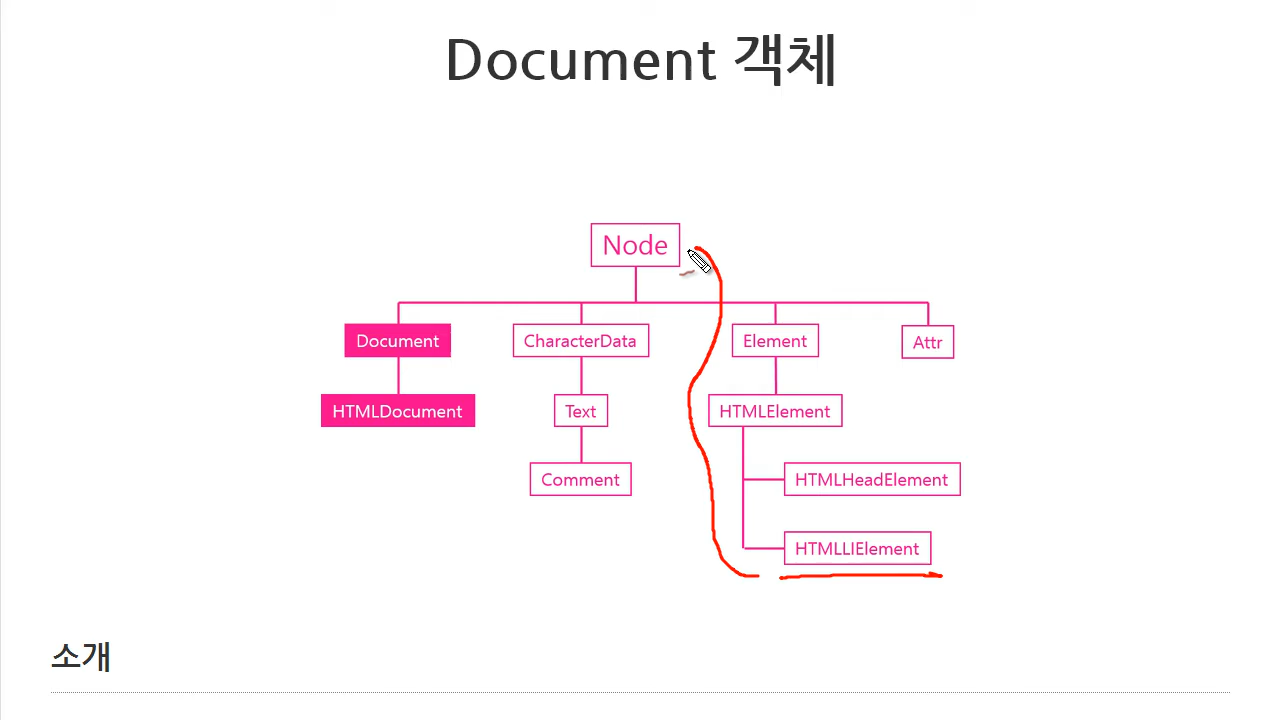 Document 객체
Node
Document
CharacterData
Element
Attr
HTMLDocument
Text
HTMLElement
Comment
HTMLHeadElement
HTMLLIElement
소개